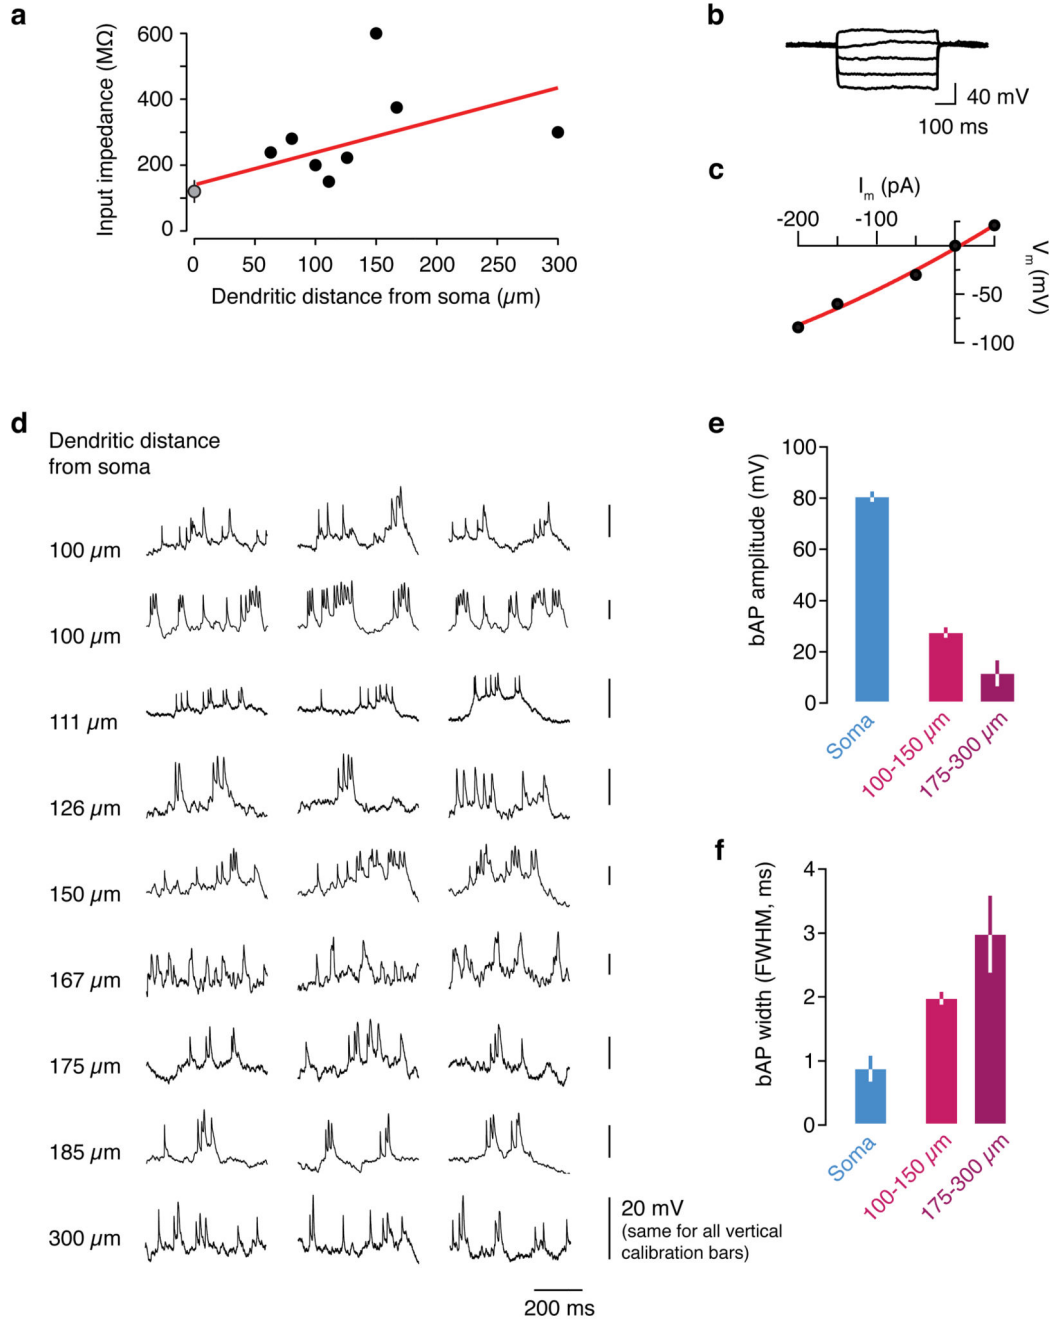 a
Input impedance (MΩ)
600
400
200
0
0 50 100 150 200 250 300
Dendritic distance from soma (µm)
b
40 mV
100 ms
c
I_m (pA)
-200 -100
V_m (mV)
-50
-100
d
Dendritic distance
from soma
100 µm
100 µm
111 µm
126 µm
150 µm
167 µm
175 µm
185 µm
300 µm
20 mV
(same for all vertical
calibration bars)
200 ms
e
bAP amplitude (mV)
100
80
60
40
20
0
Soma
100-150 µm
175-300 µm
f
bAP width (FWHM, ms)
4
3
2
1
0
Soma
100-150 µm
175-300 µm